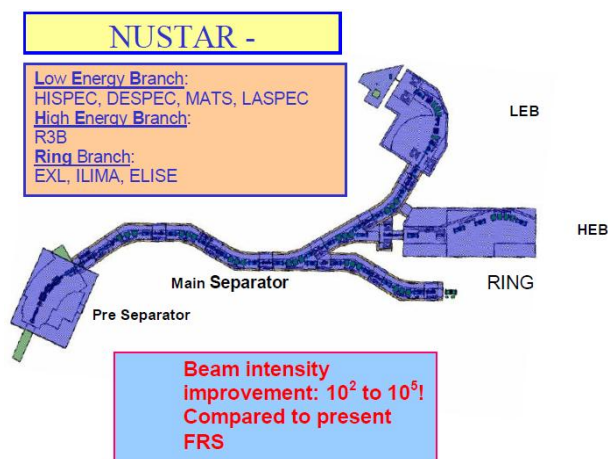 NUSTAR -
Low Energy Branch:
HISPEC, DESPEC, MATS, LASPEC
High Energy Branch:
R3B
Ring Branch:
EXL, ILIMA, ELISE
LEB
HEB
RING
Main Separator
Pre Separator
Beam intensity
improvement: 10² to 10⁵!
Compared to present
FRS